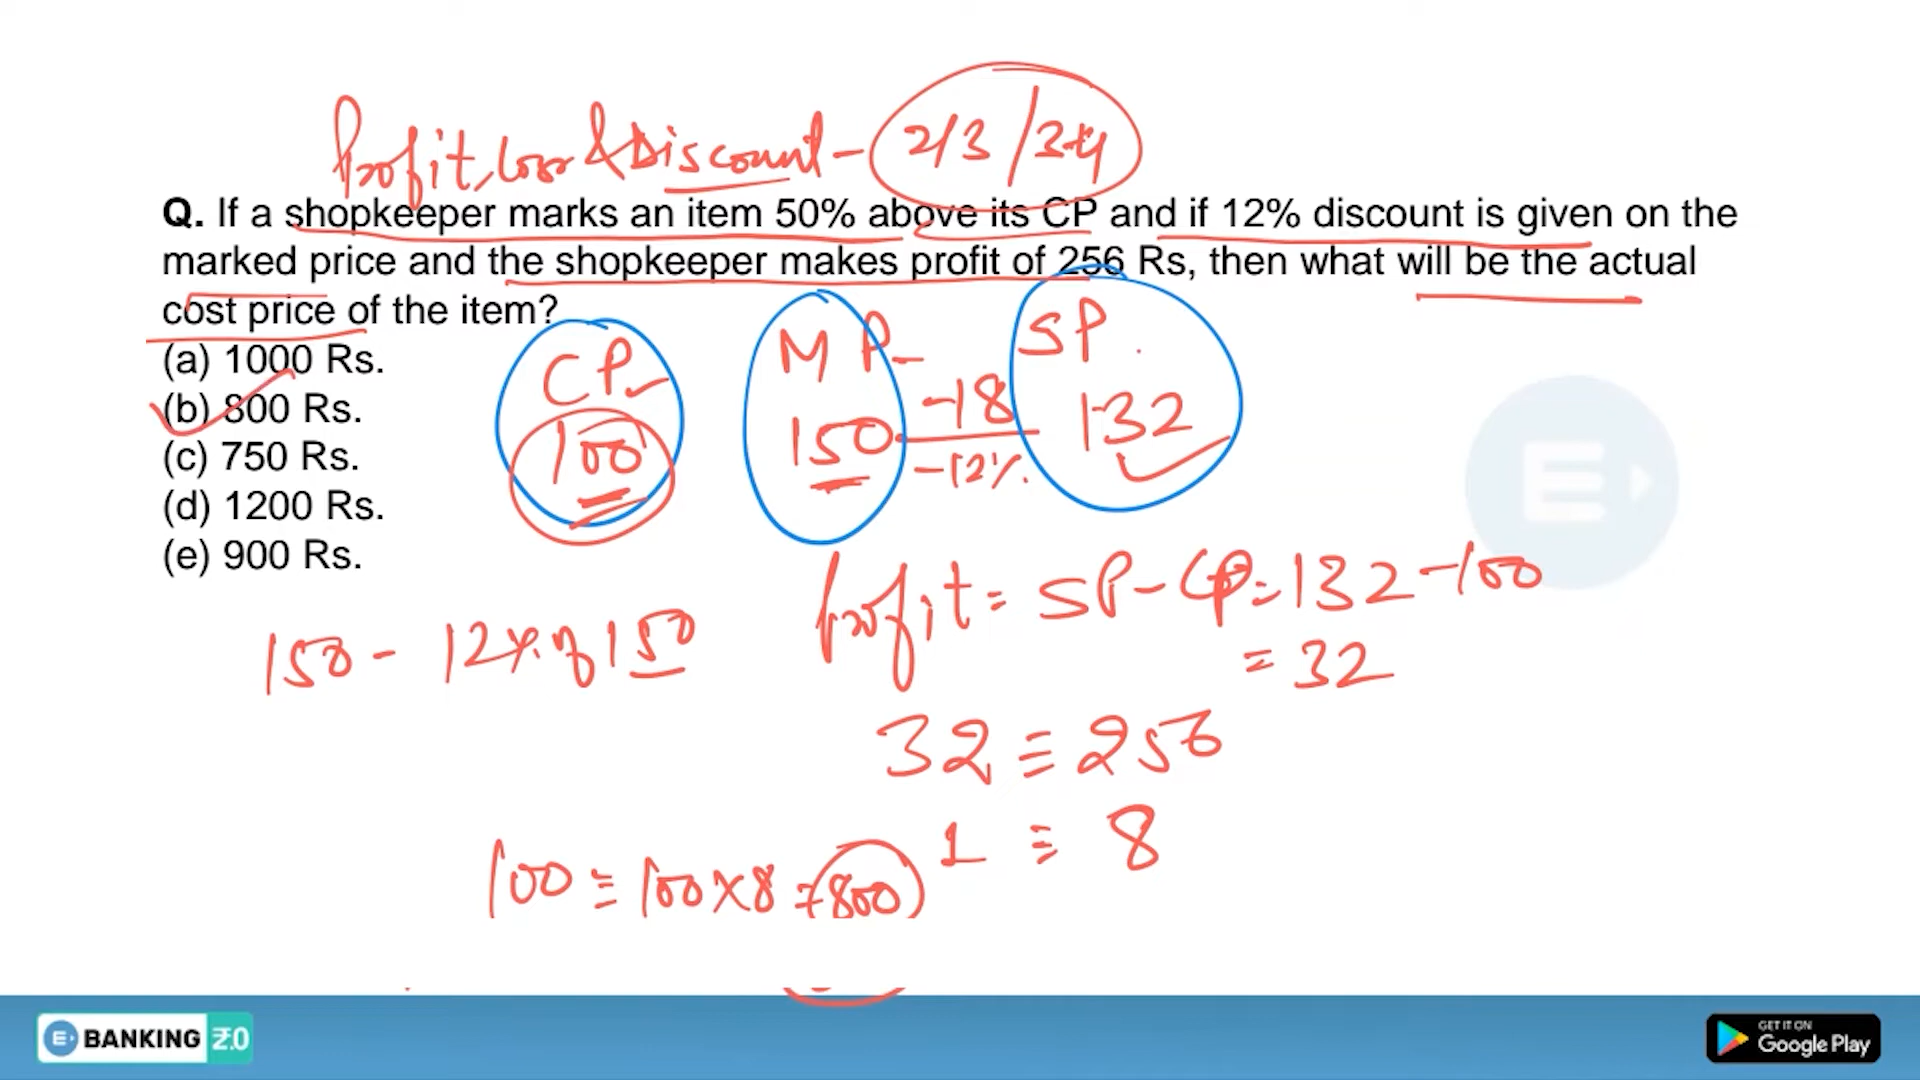 Profit, Loss & Discount - 2/3 / 3-4
Q. If a shopkeeper marks an item 50% above its CP and if 12% discount is given on the
marked price and the shopkeeper makes profit of 256 Rs, then what will be the actual
cost price of the item?
(a) 1000 Rs.
(b) 800 Rs.
(c) 750 Rs.
(d) 1200 Rs.
(e) 900 Rs.
CP MP SP
100 150 -18 132
-12%
Profit = SP - CP = 132 - 100
= 32
150 - 12% of 150
32 ≡ 256
1 ≡ 8
100 ≡ 100 x 8 = 800
E
E BANKING ₹2.0
GET IT ON
Google Play